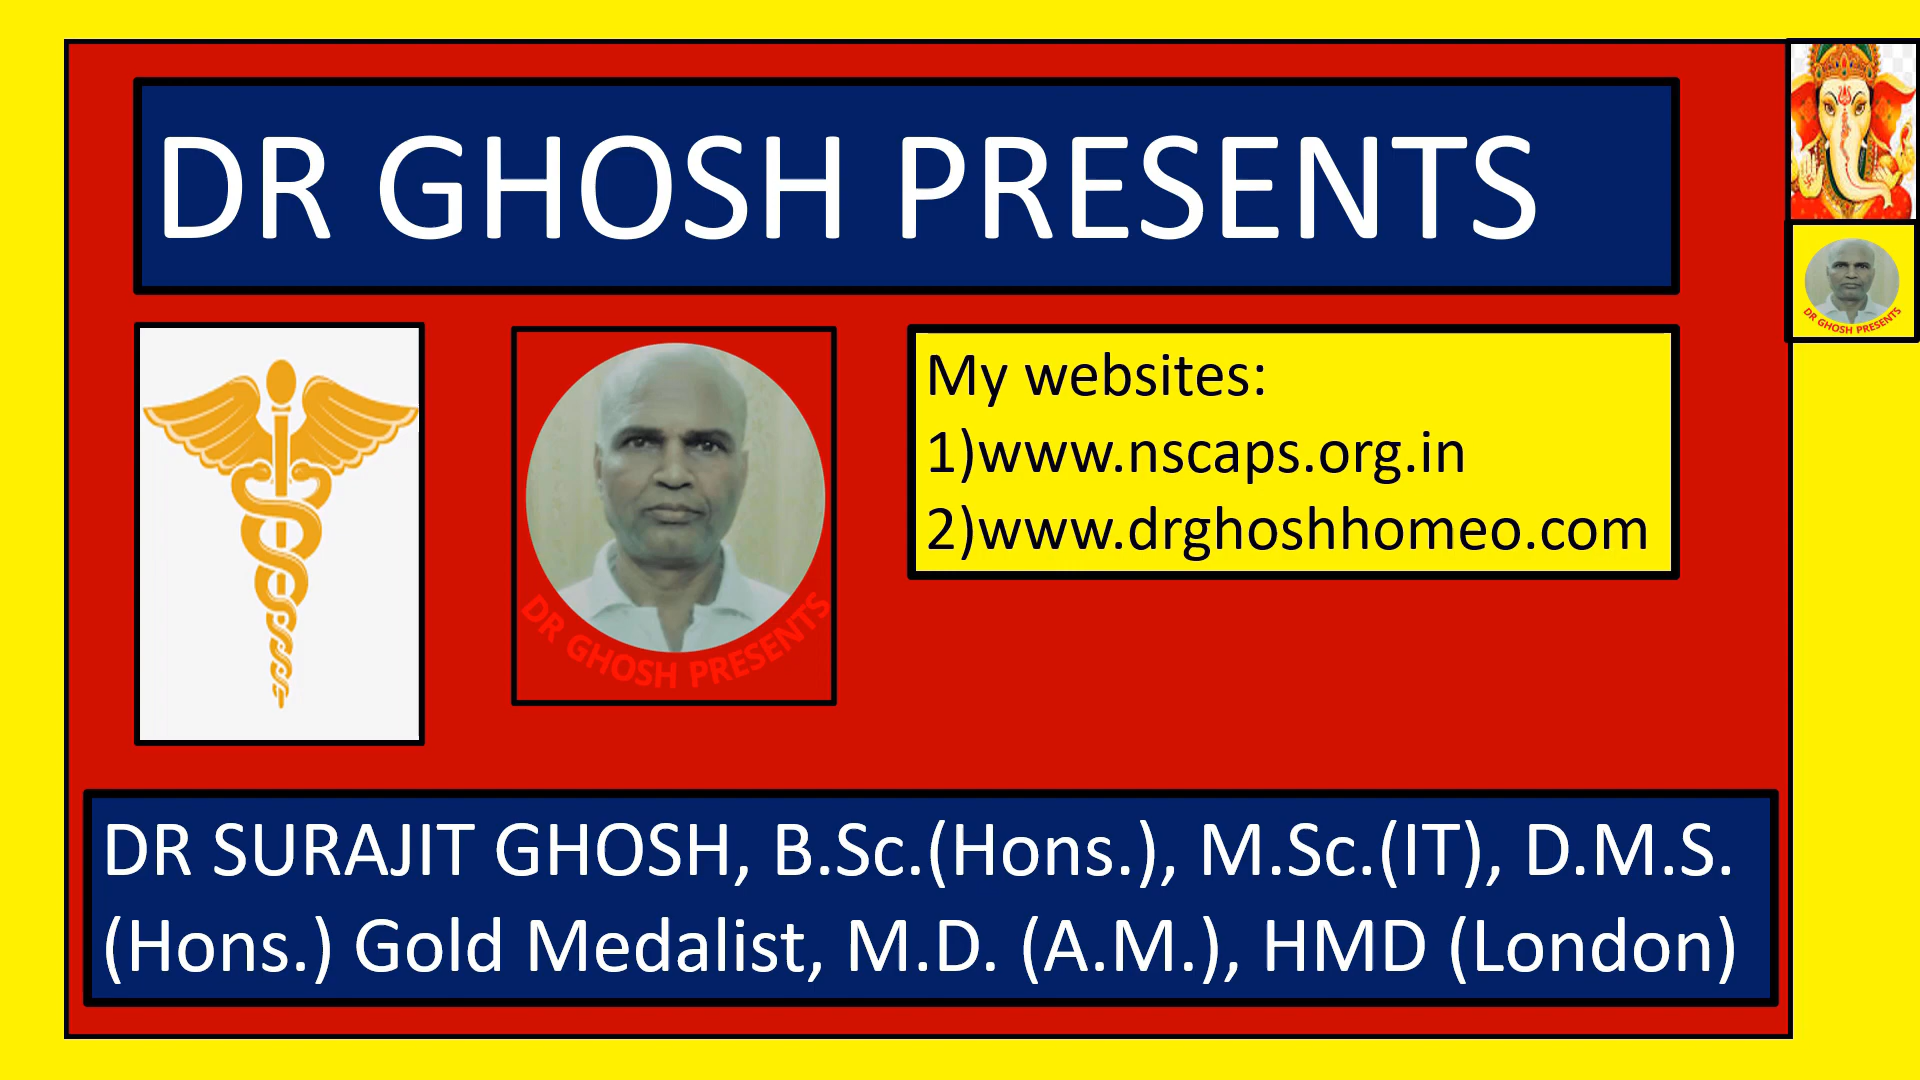 DR GHOSH PRESENTS
DR GHOSH PRESENTS
My websites:
1)www.nscaps.org.in
2)www.drghoshhomeo.com
DR GHOSH PRESENTS
DR SURAJIT GHOSH, B.Sc.(Hons.), M.Sc.(IT), D.M.S.
(Hons.) Gold Medalist, M.D. (A.M.), HMD (London)